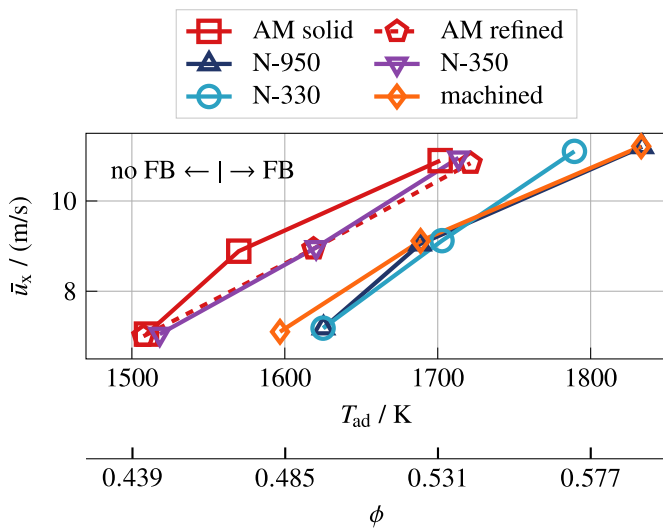 AM solid AM refined
N-950 N-350
N-330 machined
no FB ← | → FB
10
8
ūₓ / (m/s)
1500 1600 1700 1800
T_ad / K
0.439 0.485 0.531 0.577
ϕ